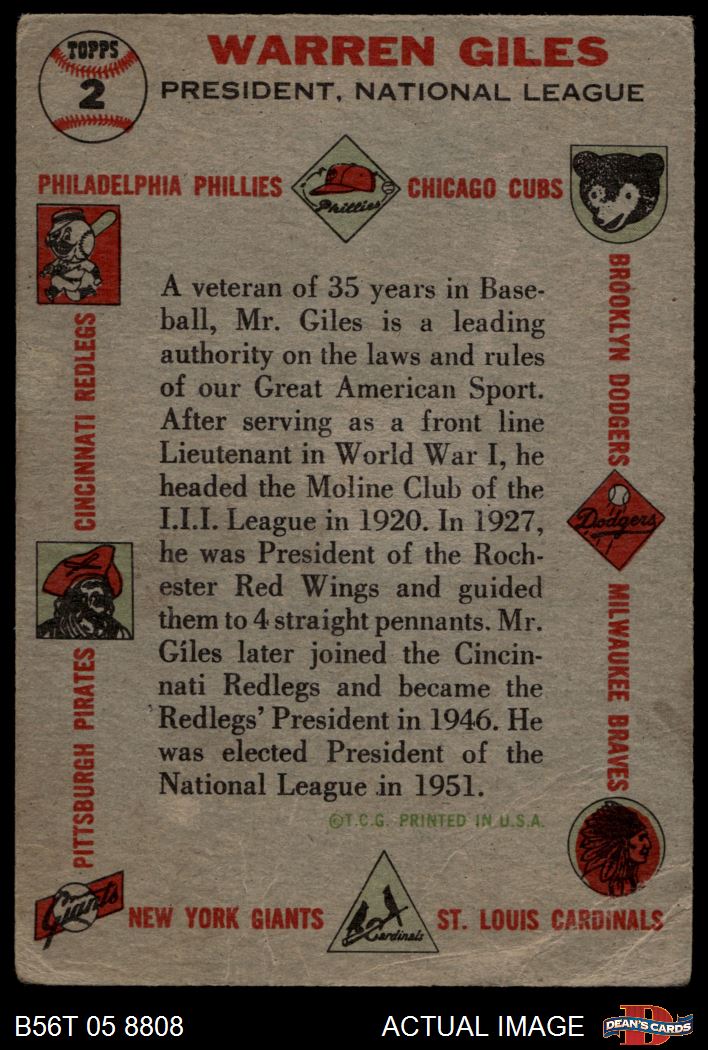 TOPPS
2
WARREN GILES
PRESIDENT, NATIONAL LEAGUE
PHILADELPHIA PHILLIES
Phillies
CHICAGO CUBS
CINCINNATI REDLEGS
BROOKLYN DODGERS
A veteran of 35 years in Base-
ball, Mr. Giles is a leading
authority on the laws and rules
of our Great American Sport.
After serving as a front line
Lieutenant in World War I, he
headed the Moline Club of the
I.I.I. League in 1920. In 1927,
he was President of the Roch-
ester Red Wings and guided
them to 4 straight pennants. Mr.
Giles later joined the Cincin-
nati Redlegs and became the
Redlegs' President in 1946. He
was elected President of the
National League in 1951.
Dodgers
PITTSBURGH PIRATES
MILWAUKEE BRAVES
©T.C.G. PRINTED IN U.S.A.
Giants
NEW YORK GIANTS
Cardinals
ST. LOUIS CARDINALS
B56T 05 8808
ACTUAL IMAGE
D
DEAN'S CARDS